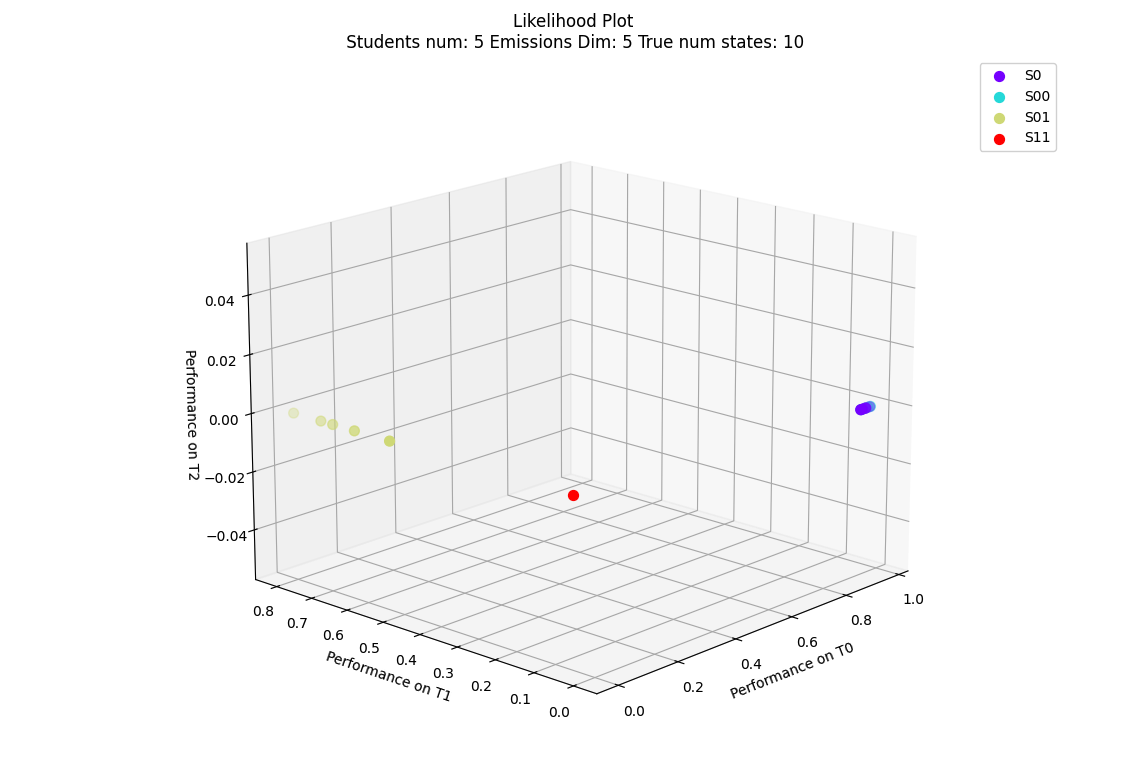 Likelihood Plot
Students num: 5 Emissions Dim: 5 True num states: 10
S0
S00
S01
S11
0.04
0.02
0.00
−0.02
−0.04
Performance on T2
0.8
0.7
0.6
0.5
0.4
0.3
0.2
0.1
0.0
Performance on T1
0.0
0.2
0.4
0.6
0.8
1.0
Performance on T0